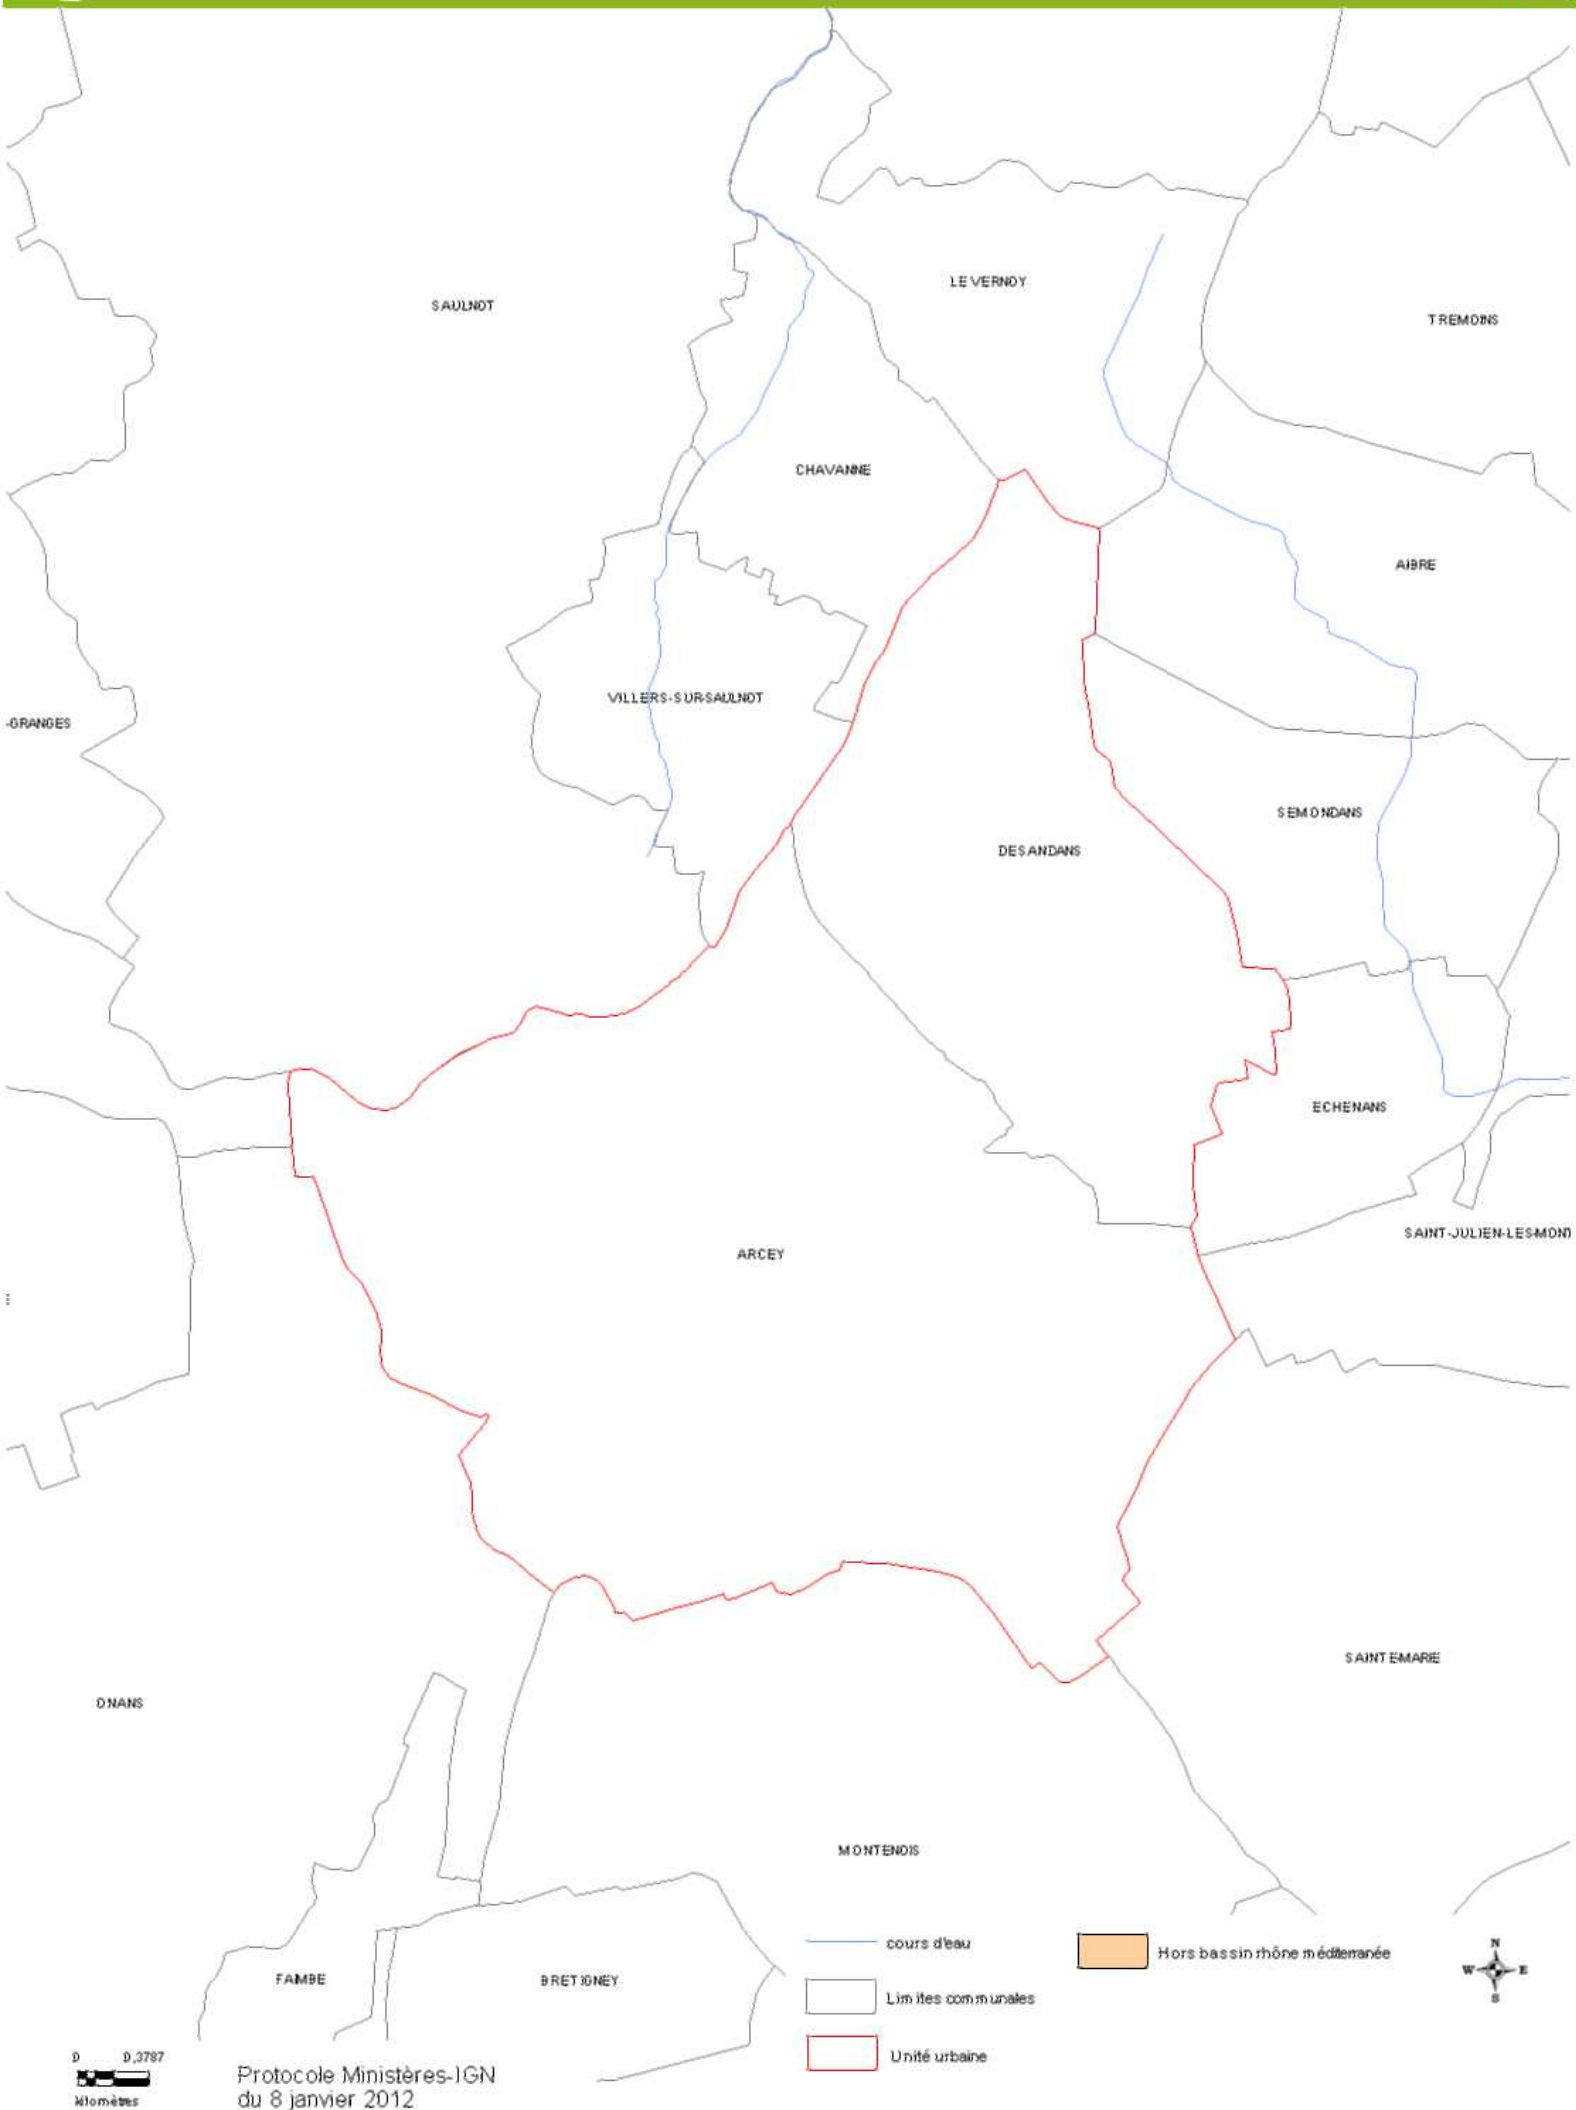 LE VERNOY
SAULNOT
TREMOINS
CHAVANNE
AIBRE
VILLERS-SUR-SAULNOT
-GRANGES
SEMONDANS
DESANDANS
ECHENANS
SAINT-JULIEN-LES-MONT
ARCEY
SAINTE-MARIE
ONANS
MONTENOIS
cours d'eau
Hors bassin rhône méditerranée
N
W E
S
FAIMBE
BRETIGNEY
Limites communales
Unité urbaine
0 0,3787
kilomètres
Protocole Ministères-IGN
du 8 janvier 2012